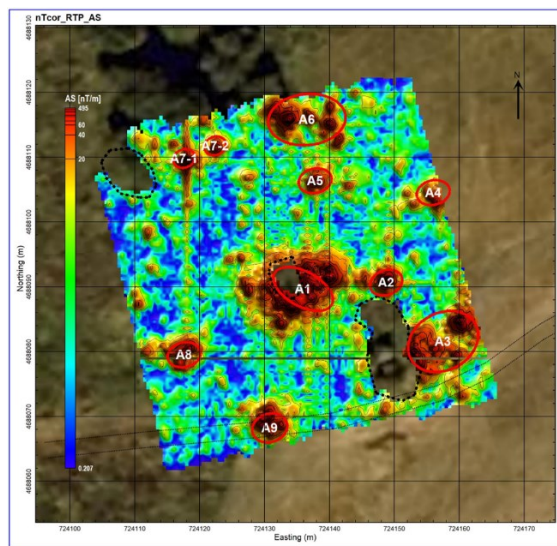 nTcor_RTP_AS
AS [nT/m]
495
60
40
20
0.207
N
A6
A7-2
A7-1
A5
A4
A1
A2
A3
A8
A9
Northing (m)
4688130
4688120
4688110
4688100
4688090
4688080
4688070
4688060
724100
724110
724120
724130
724140
724150
724160
724170
Easting (m)